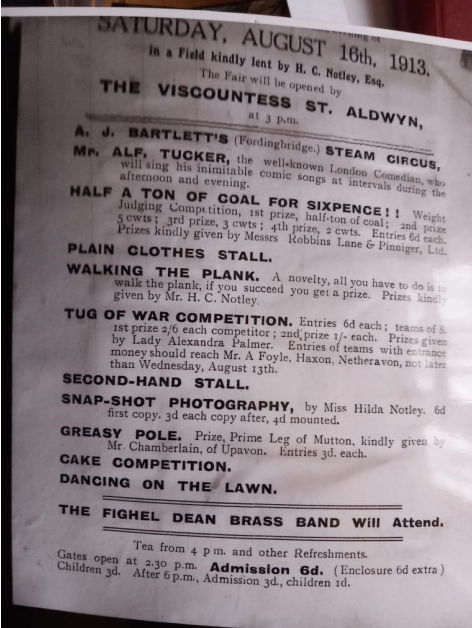 evening of
SATURDAY, AUGUST 16th, 1913.
in a Field kindly lent by H. C. Notley, Esq.
The Fair will be opened by
THE VISCOUNTESS ST. ALDWYN,
at 3 p.m.
A. J. BARTLETT'S (Fordingbridge.) STEAM CIRCUS,
Mr. ALF. TUCKER, the well-known London Comedian, who
will sing his inimitable comic songs at intervals during the
afternoon and evening.
HALF A TON OF COAL FOR SIXPENCE!! Weight
Judging Competition, 1st prize, half-ton of coal; 2nd prize
5 cwts; 3rd prize, 3 cwts; 4th prize, 2 cwts. Entries 6d each.
Prizes kindly given by Messrs Robbins Lane & Pinniger, Ltd.
PLAIN CLOTHES STALL.
WALKING THE PLANK. A novelty, all you have to do is to
walk the plank, if you succeed you get a prize. Prizes kindly
given by Mr. H. C. Notley.
TUG OF WAR COMPETITION. Entries 6d each; teams of 8.
1st prize 2/6 each competitor; 2nd prize 1/- each. Prizes given
by Lady Alexandra Palmer. Entries of teams with entrance
money should reach Mr. A Foyle, Haxon, Netheravon, not later
than Wednesday, August 13th.
SECOND-HAND STALL.
SNAP-SHOT PHOTOGRAPHY, by Miss Hilda Notley. 6d
first copy. 3d each copy after, 4d mounted.
GREASY POLE. Prize, Prime Leg of Mutton, kindly given by
Mr. Chamberlain, of Upavon. Entries 3d. each.
CAKE COMPETITION.
DANCING ON THE LAWN.
THE FIGHEL DEAN BRASS BAND Will Attend.
Tea from 4 p.m. and other Refreshments.
Gates open at 2.30 p.m. Admission 6d. (Enclosure 6d extra)
Children 3d. After 6 p.m., Admission 3d., children 1d.